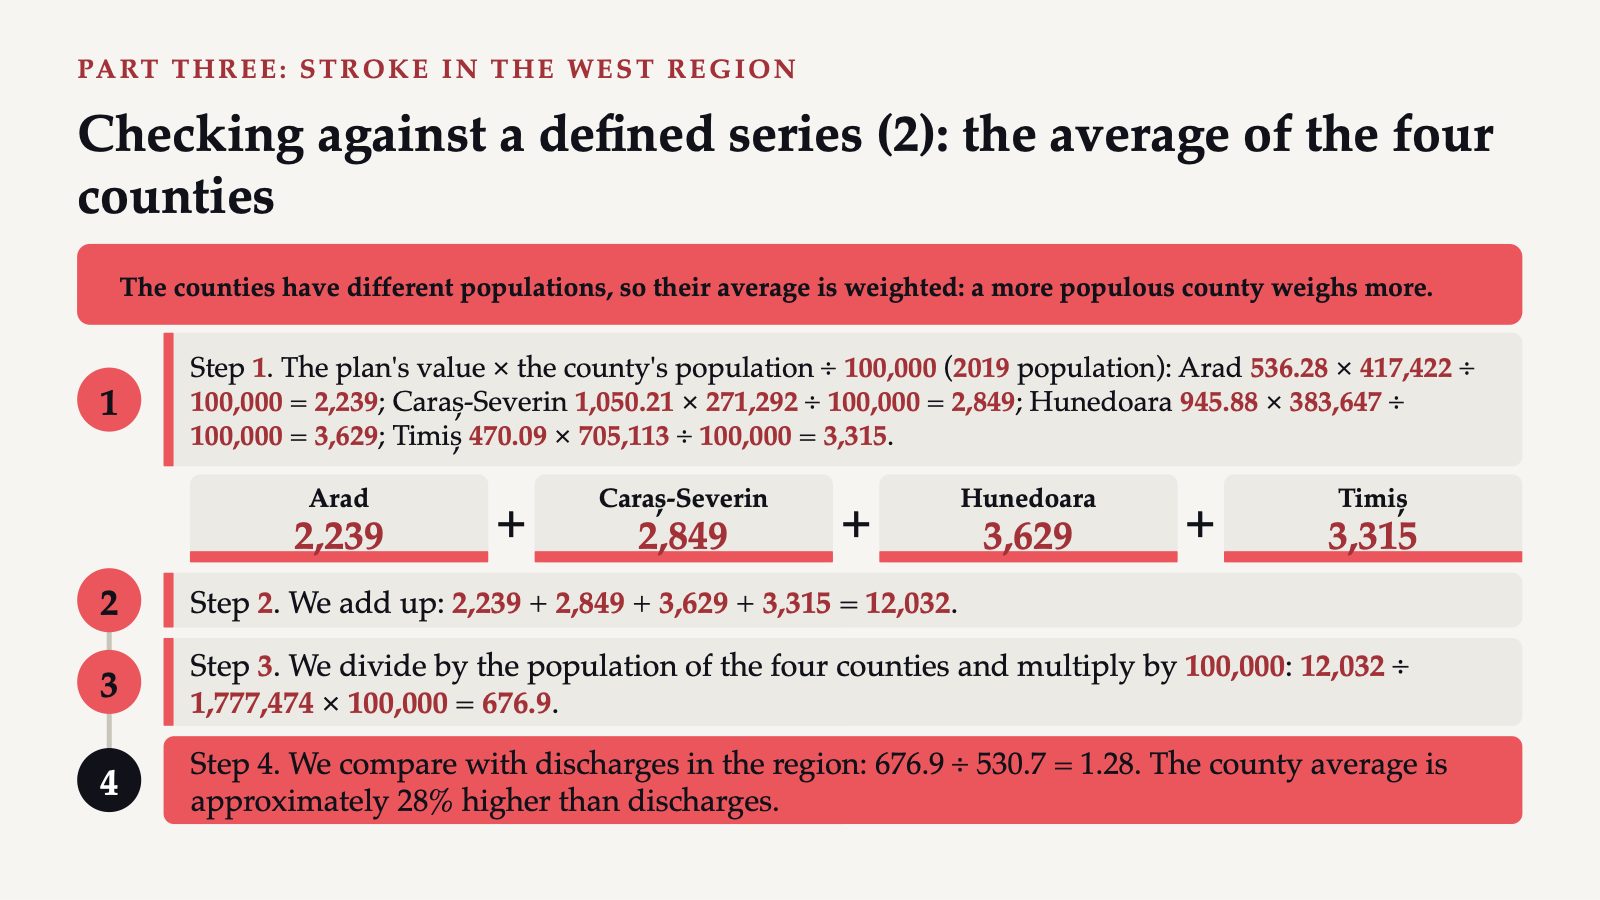 PART THREE: STROKE IN THE WEST REGION
Checking against a defined series (2): the average of the four
counties
The counties have different populations, so their average is weighted: a more populous county weighs more.
1
Step 1. The plan's value × the county's population ÷ 100,000 (2019 population): Arad 536.28 × 417,422 ÷
100,000 = 2,239; Caraș-Severin 1,050.21 × 271,292 ÷ 100,000 = 2,849; Hunedoara 945.88 × 383,647 ÷
100,000 = 3,629; Timiș 470.09 × 705,113 ÷ 100,000 = 3,315.
Arad
2,239
+
Caraș-Severin
2,849
+
Hunedoara
3,629
+
Timiș
3,315
2
Step 2. We add up: 2,239 + 2,849 + 3,629 + 3,315 = 12,032.
3
Step 3. We divide by the population of the four counties and multiply by 100,000: 12,032 ÷
1,777,474 × 100,000 = 676.9.
4
Step 4. We compare with discharges in the region: 676.9 ÷ 530.7 = 1.28. The county average is
approximately 28% higher than discharges.